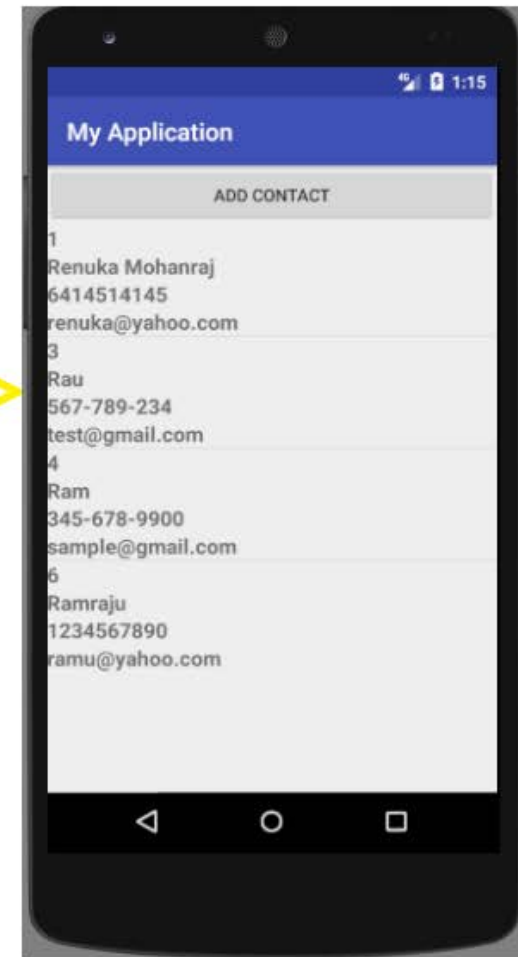 4G 1:15
My Application
ADD CONTACT
1
Renuka Mohanraj
6414514145
renuka@yahoo.com
3
Rau
567-789-234
test@gmail.com
4
Ram
345-678-9900
sample@gmail.com
6
Ramraju
1234567890
ramu@yahoo.com